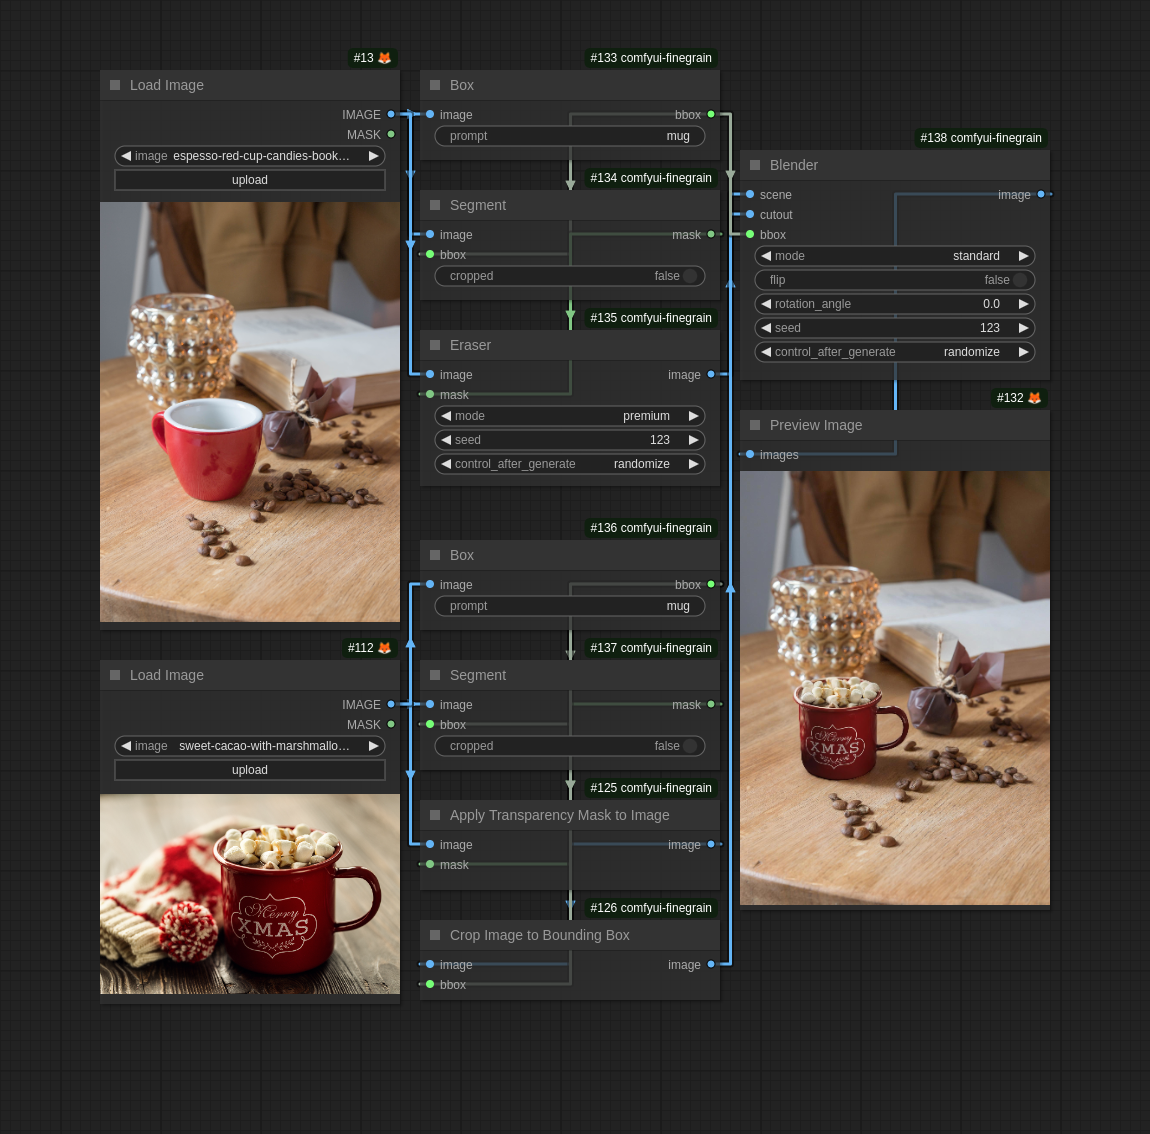 #13 🦊
Load Image
IMAGE
MASK
image espesso-red-cup-candies-book…
upload
#112 🦊
Load Image
IMAGE
MASK
image sweet-cacao-with-marshmallo…
upload
Merry
XMAS
#133 comfyui-finegrain
Box
image bbox
prompt mug
#134 comfyui-finegrain
Segment
image mask
bbox
cropped false
#135 comfyui-finegrain
Eraser
image image
mask
mode premium
seed 123
control_after_generate randomize
#136 comfyui-finegrain
Box
image bbox
prompt mug
#137 comfyui-finegrain
Segment
image mask
bbox
cropped false
#125 comfyui-finegrain
Apply Transparency Mask to Image
image image
mask
#126 comfyui-finegrain
Crop Image to Bounding Box
image image
bbox
#138 comfyui-finegrain
Blender
scene image
cutout
bbox
mode standard
flip false
rotation_angle 0.0
seed 123
control_after_generate randomize
#132 🦊
Preview Image
images
Merry
XMAS